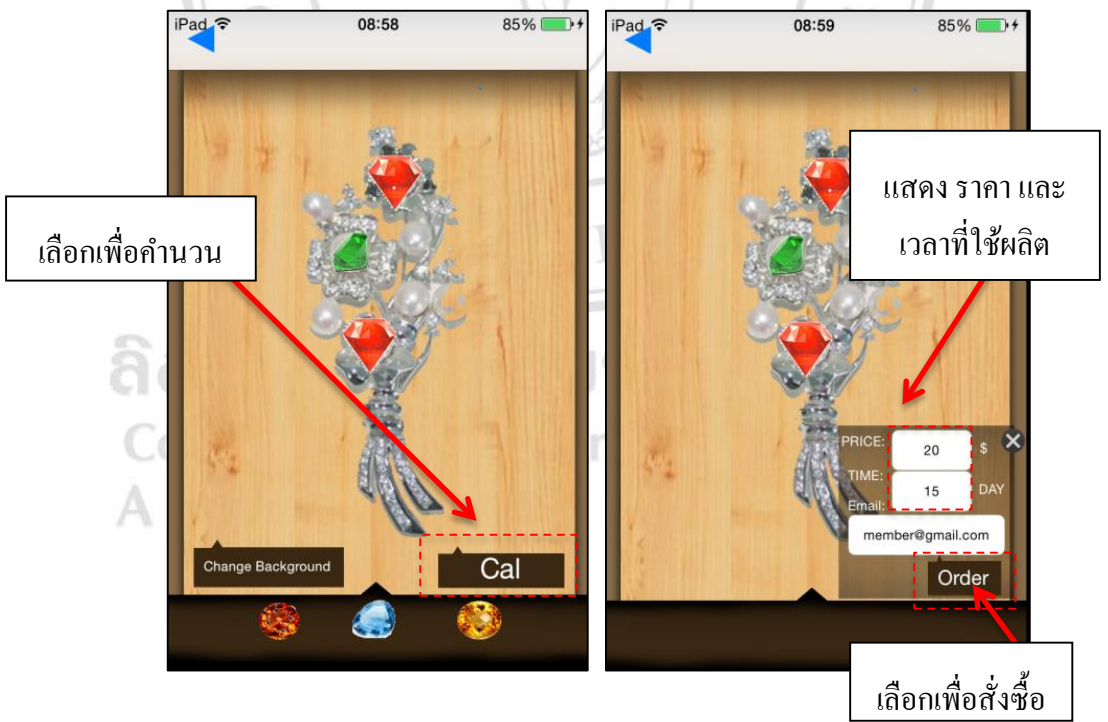 iPad 08:58 85%
เลือกเพื่อคำนวน
Change Background
Cal
iPad 08:59 85%
แสดง ราคา และ
เวลาที่ใช้ผลิต
PRICE: 20 $
TIME: 15 DAY
Email:
member@gmail.com
Order
เลือกเพื่อสั่งซื้อ